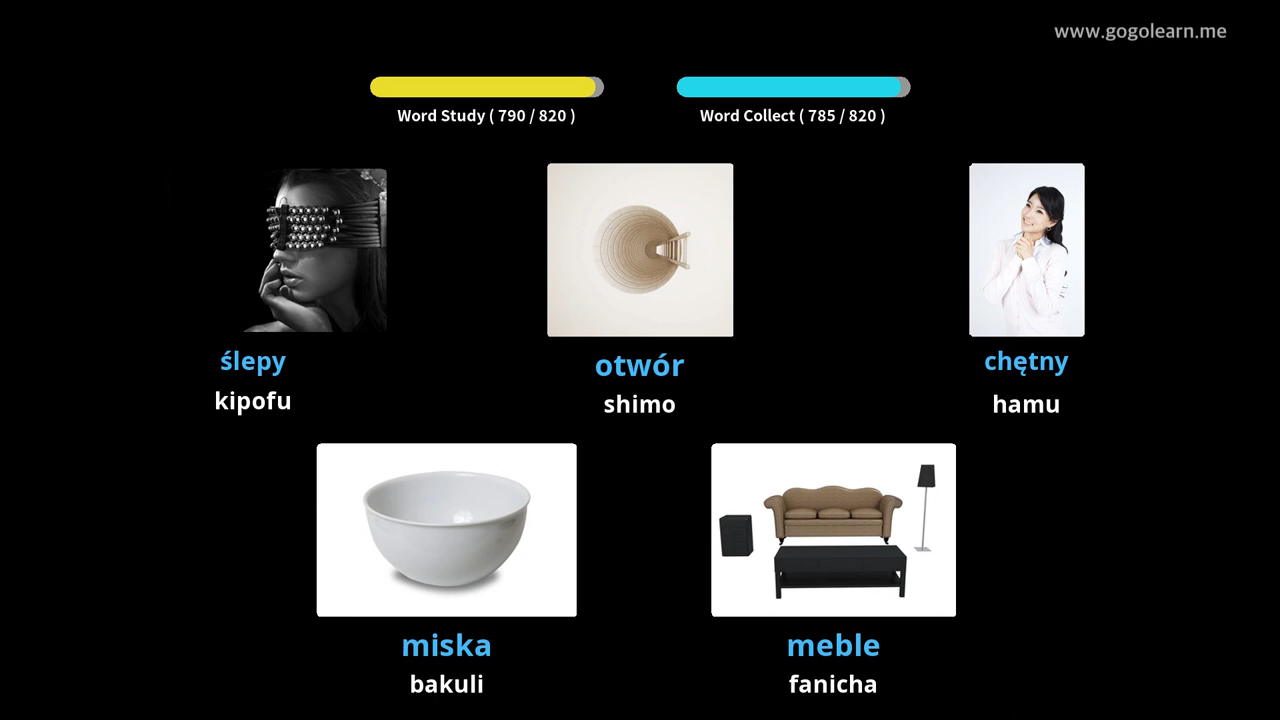 www.gogolearn.me
Word Study ( 790 / 820 )
Word Collect ( 785 / 820 )
ślepy
kipofu
otwór
shimo
chętny
hamu
miska
bakuli
meble
fanicha